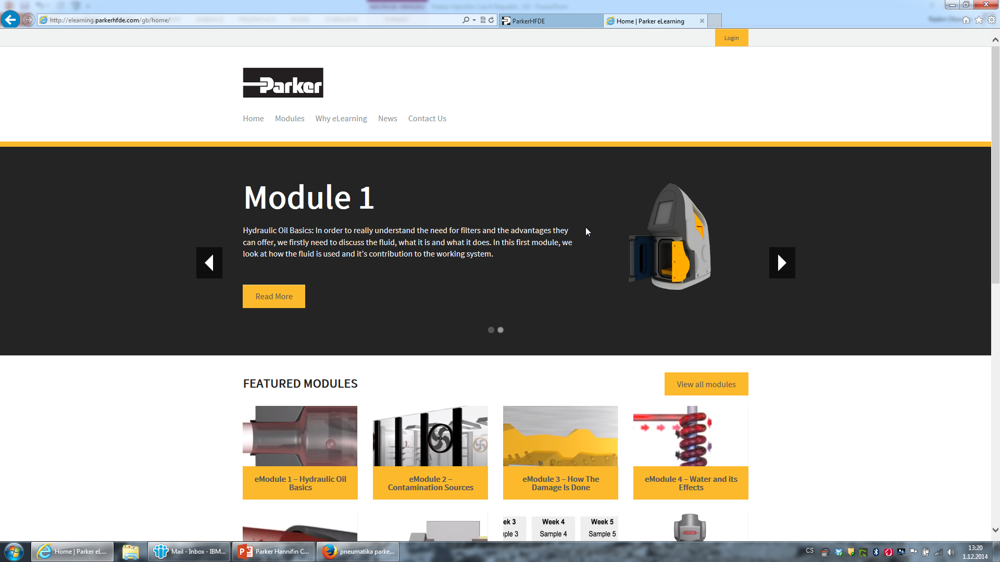 http://elearning.parkerhfde.com/gb/home/
ParkerHFDE
Home | Parker eLearning
Login
Parker
Home Modules Why eLearning News Contact Us
Module 1
Hydraulic Oil Basics: In order to really understand the need for filters and the advantages they
can offer, we firstly need to discuss the fluid, what it is and what it does. In this first module, we
look at how the fluid is used and it’s contribution to the working system.
Read More
FEATURED MODULES
View all modules
eModule 1 – Hydraulic Oil
Basics
eModule 2 –
Contamination Sources
eModule 3 – How The
Damage Is Done
eModule 4 – Water and its
Effects
ek 3 Week 4 Week 5
ple 3 Sample 4 Sample 5
Home | Parker eL...
Mail - Inbox - IBM...
Parker Hannifin C...
pneumatika parke...
CS
13:20
1.12.2014